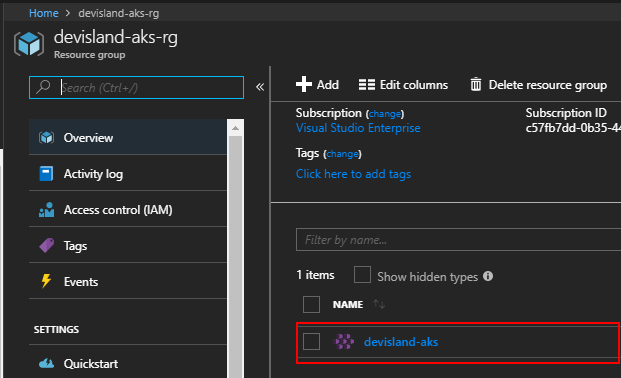 Home > devisland-aks-rg
devisland-aks-rg
Resource group
Search (Ctrl+/)
«
Add
Edit columns
Delete resource group
Subscription (change)
Visual Studio Enterprise
Subscription ID
c57fb7dd-0b35-44
Tags (change)
Click here to add tags
Overview
Activity log
Access control (IAM)
Tags
Events
SETTINGS
Quickstart
Filter by name...
1 items
Show hidden types
NAME
devisland-aks